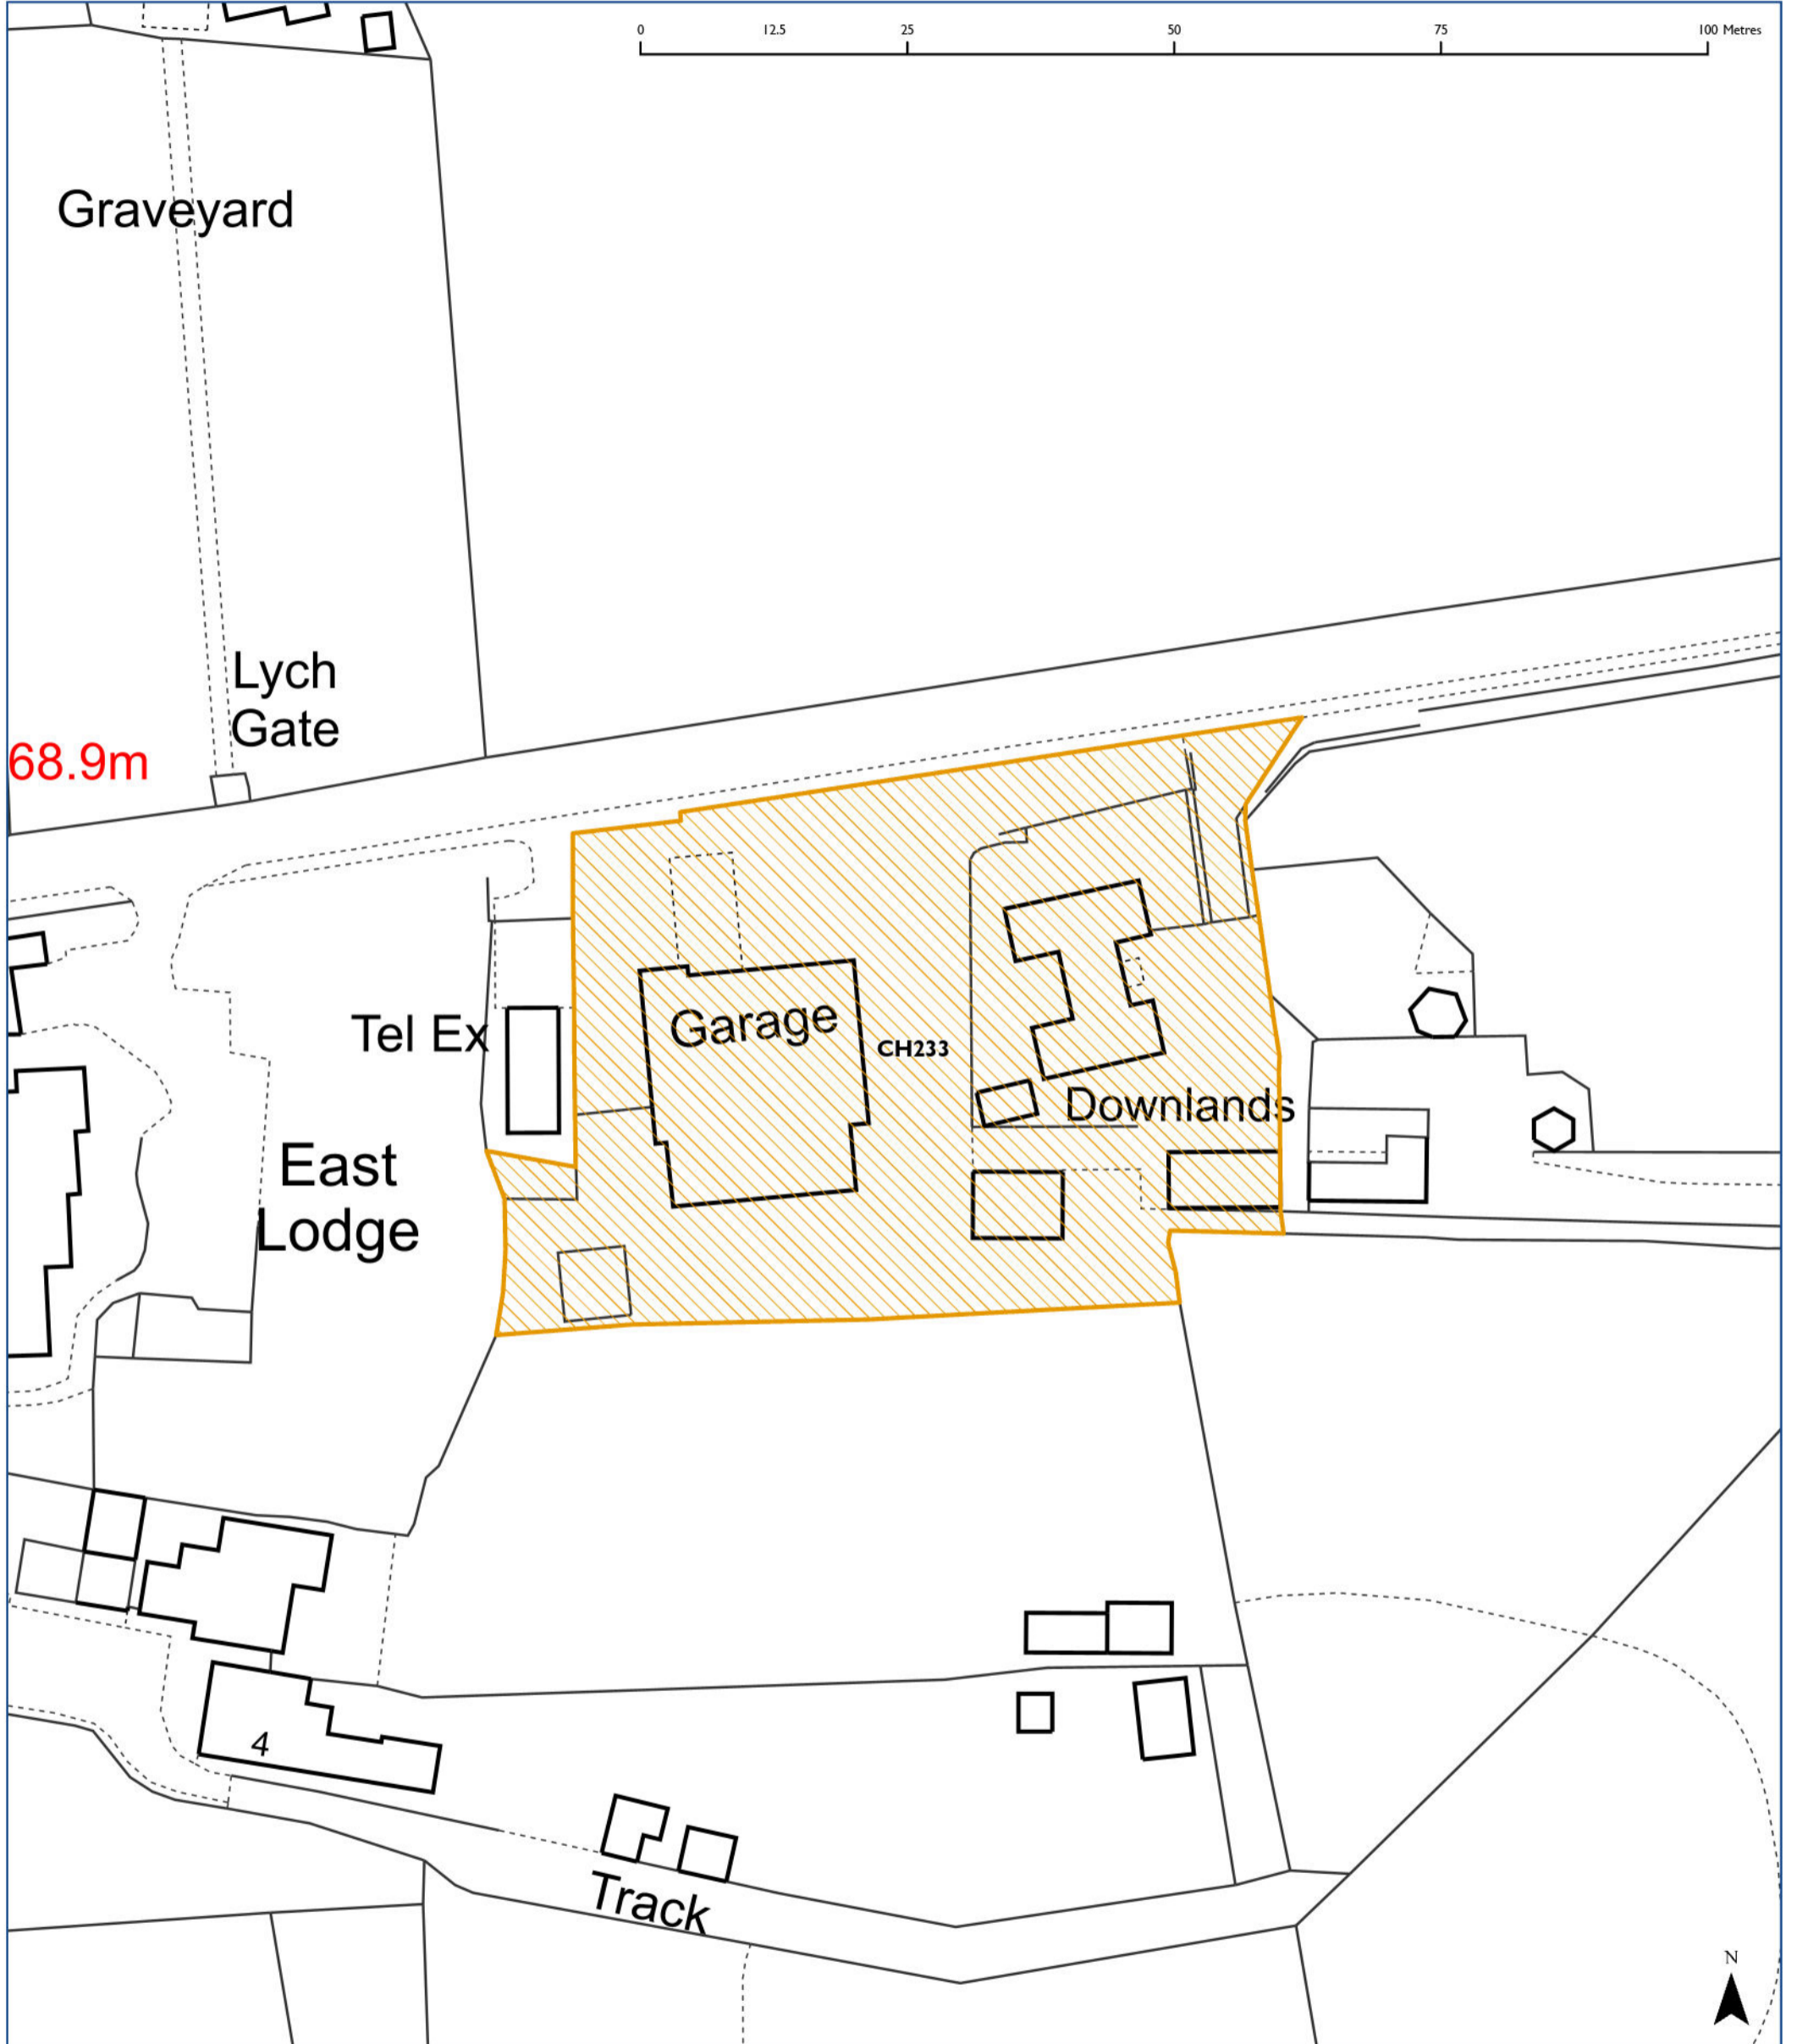 0 12.5 25 50 75 100 Metres
Graveyard
Lych
Gate
68.9m
Tel Ex
Garage
CH233
Downlands
East
Lodge
4
Track
N